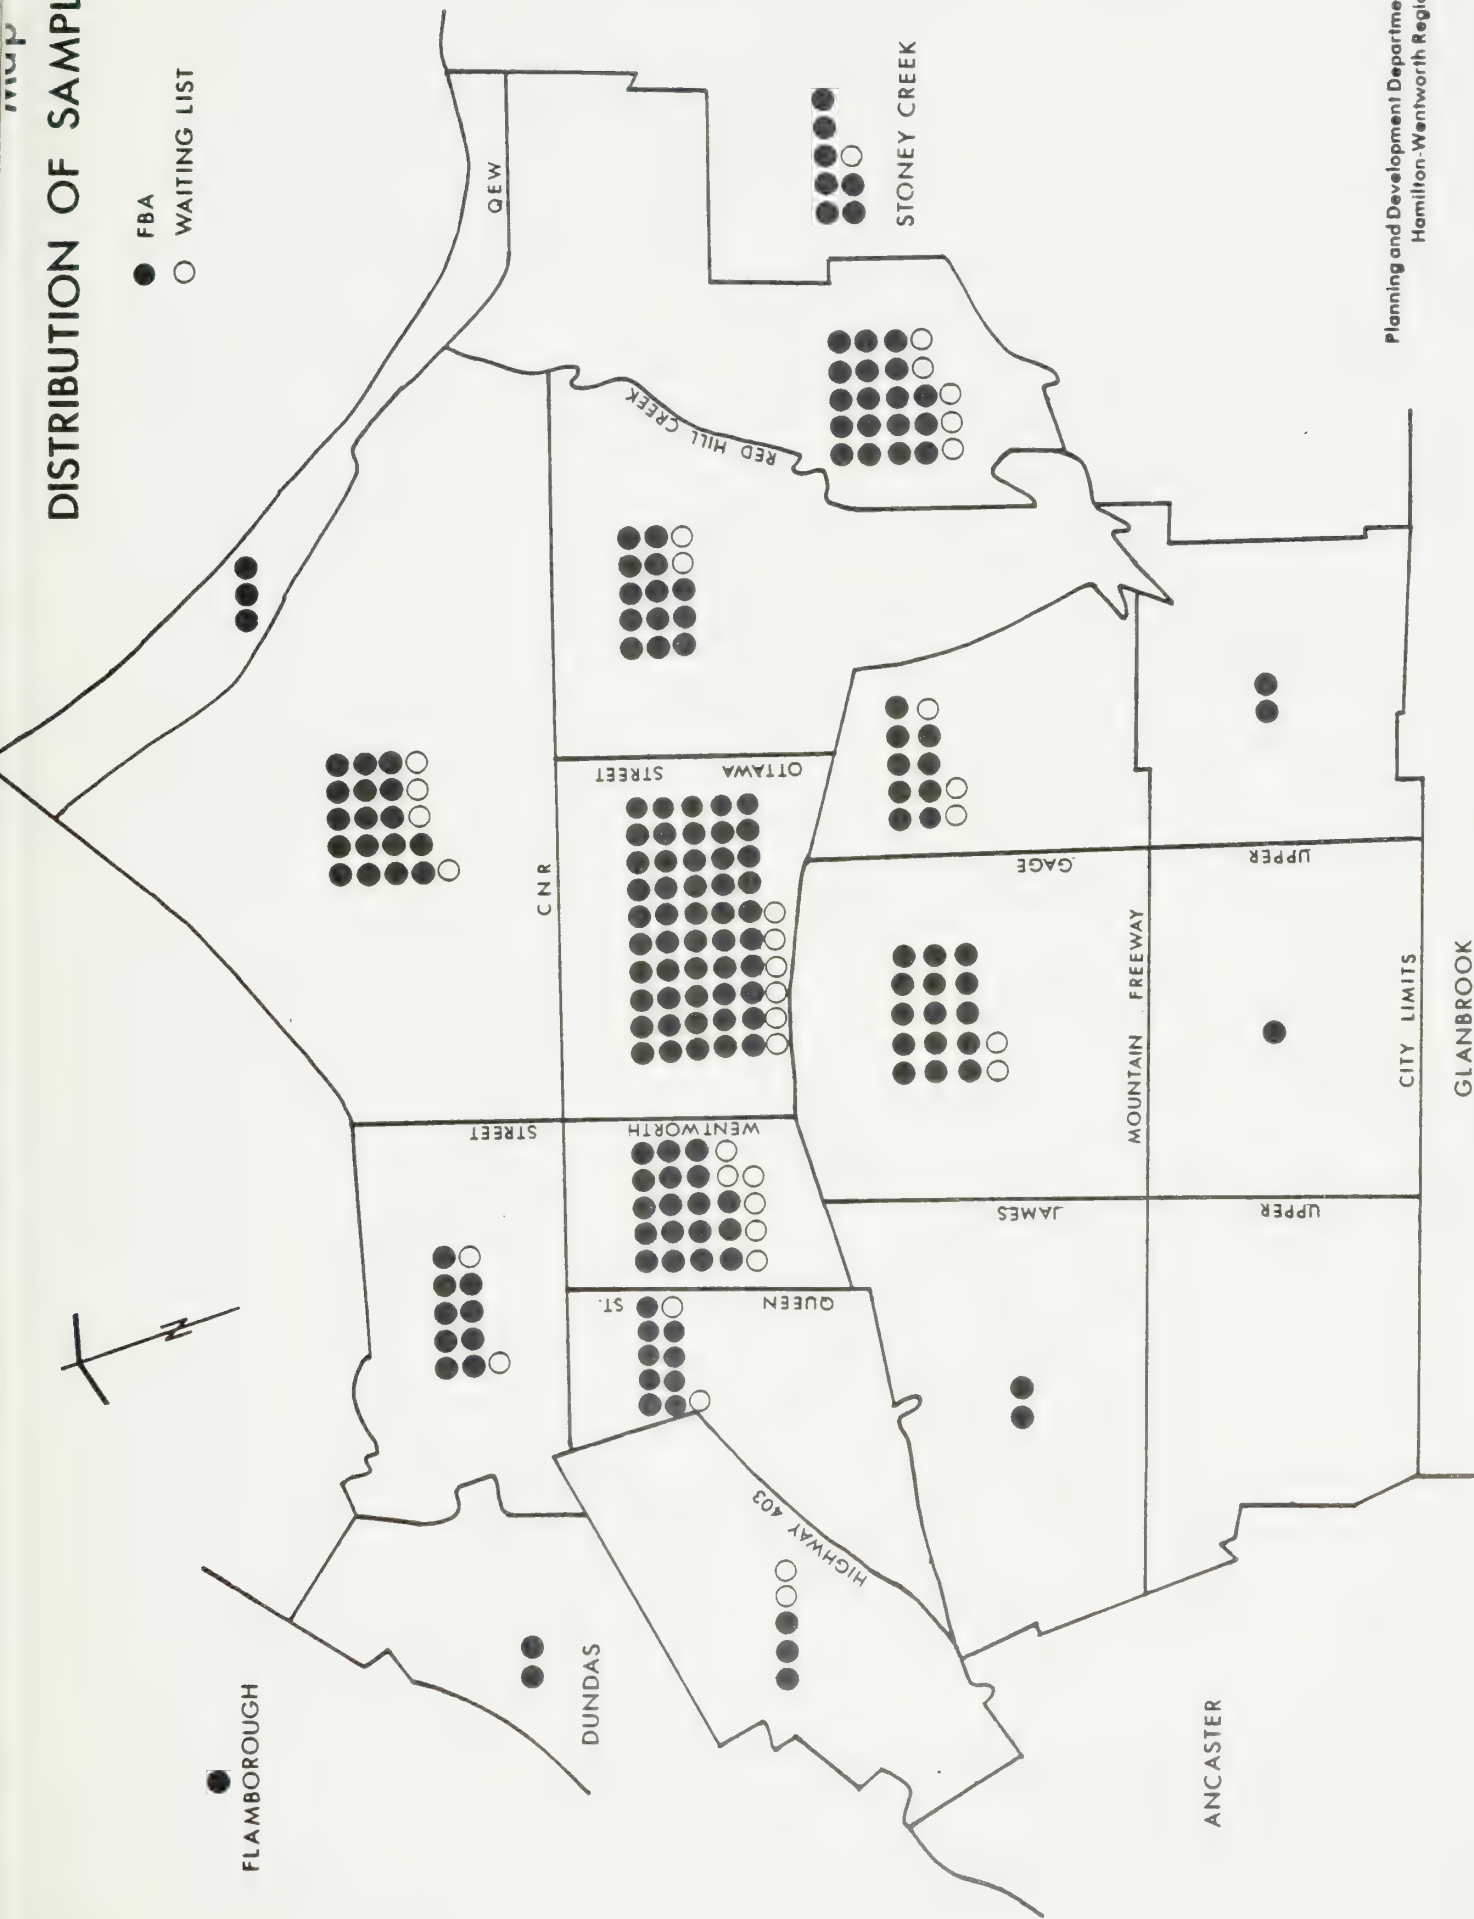 Map
DISTRIBUTION OF SAMPL
FBA
WAITING LIST
QEW
STONEY CREEK
RED HILL CREEK
CNR
OTTAWA STREET
WENTWORTH STREET
QUEEN ST.
HIGHWAY 403
FLAMBOROUGH
DUNDAS
ANCASTER
UPPER GAGE
UPPER JAMES
MOUNTAIN FREEWAY
CITY LIMITS
GLANBROOK
N
Planning and Development Departme
Hamilton-Wentworth Regi